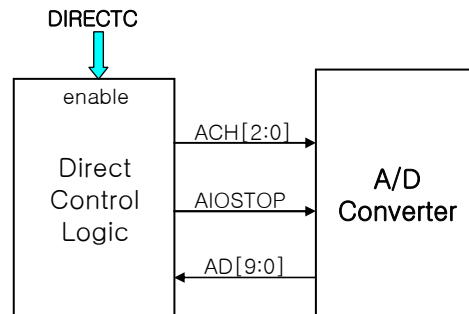 DIRECTC
enable
Direct
Control
Logic
ACH[2:0]
AIOSTOP
AD[9:0]
A/D
Converter